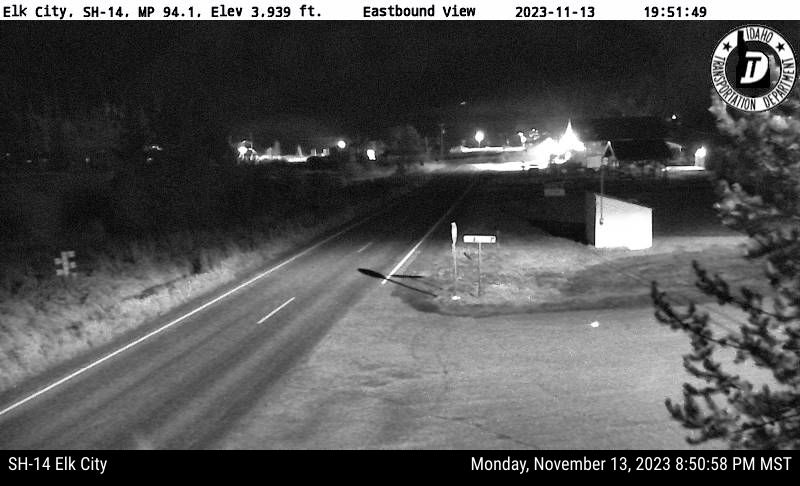 Elk City, SH-14, MP 94.1, Elev 3,939 ft. Eastbound View 2023-11-13 19:51:49
IDAHO TRANSPORTATION DEPARTMENT
SH-14 Elk City Monday, November 13, 2023 8:50:58 PM MST